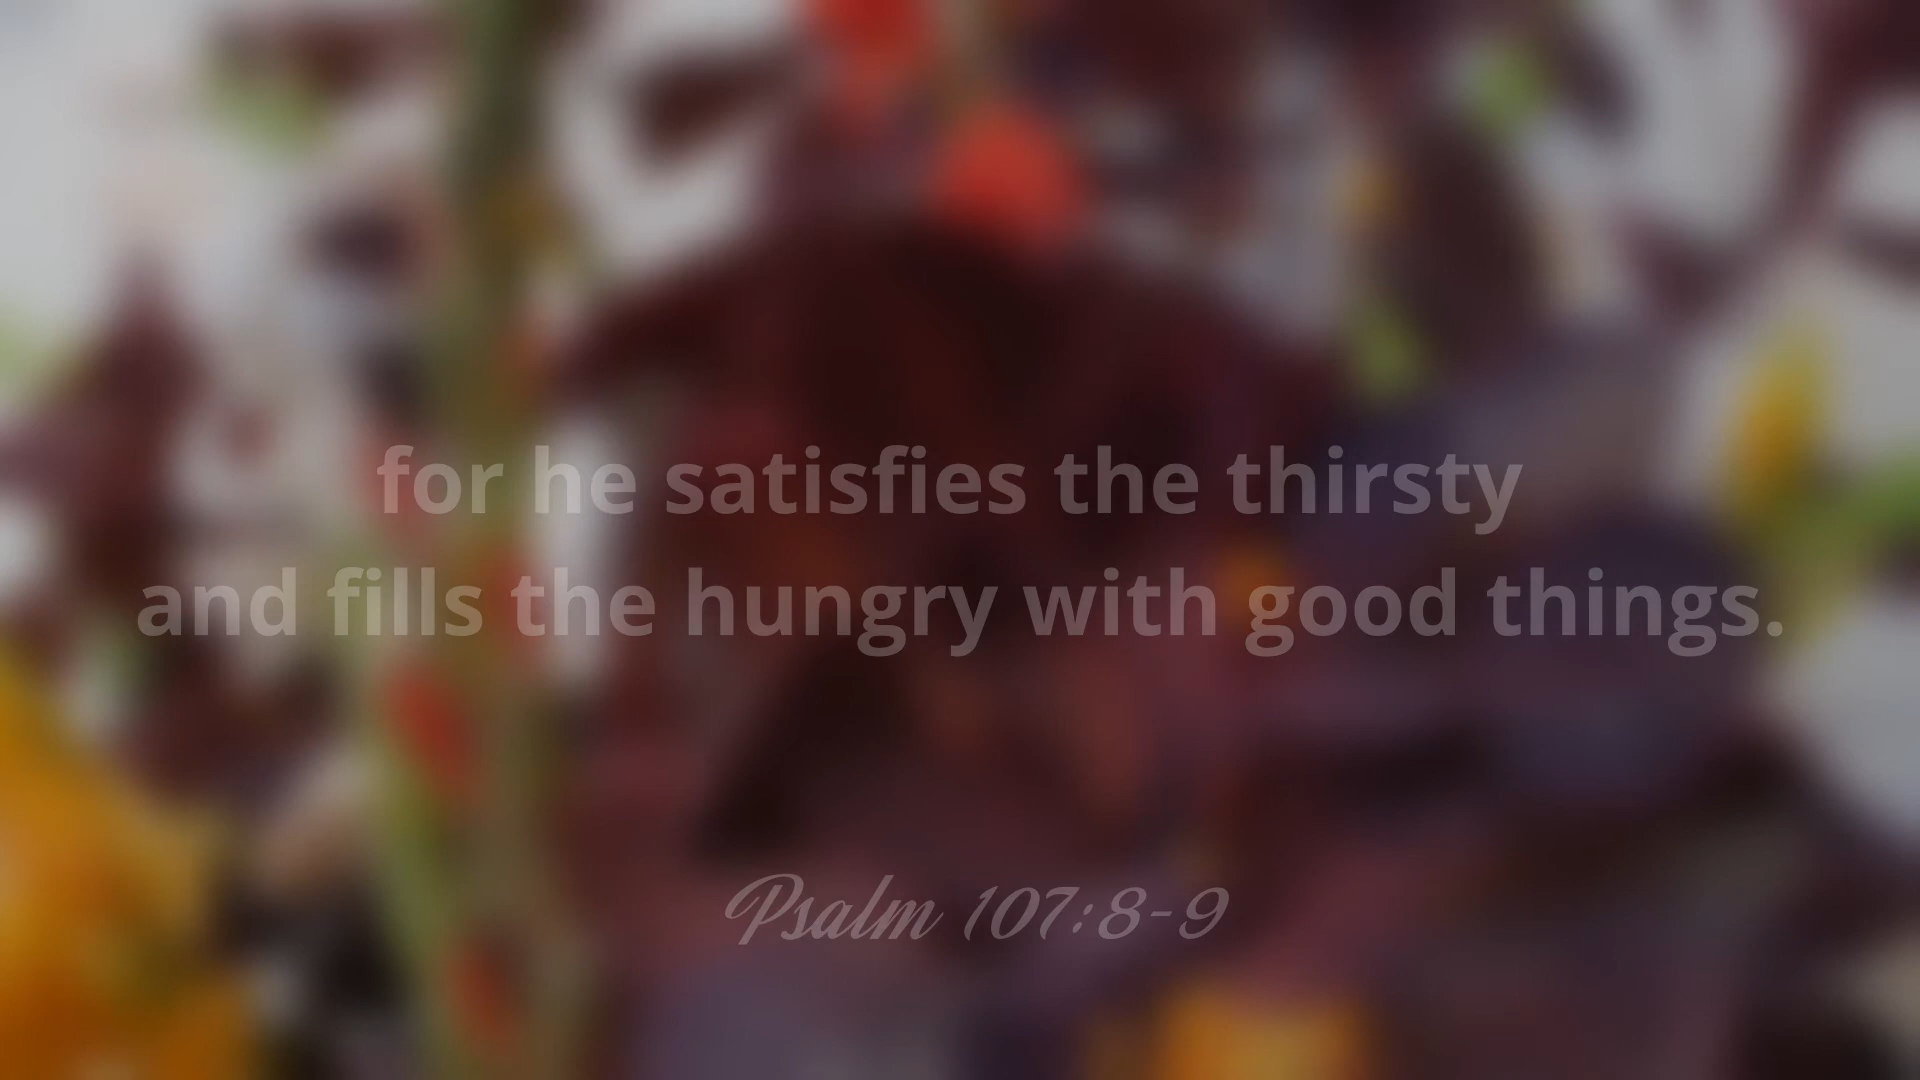 for he satisfies the thirsty
and fills the hungry with good things.
Psalm 107:8-9